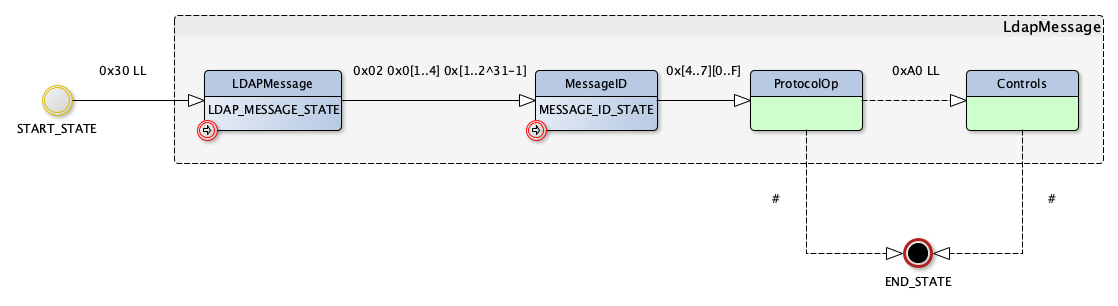 LdapMessage
0x30 LL
0x02 0x0[1..4] 0x[1..2^31-1]
0x[4..7][0..F]
0xA0 LL
LDAPMessage
MessageID
ProtocolOp
Controls
LDAP_MESSAGE_STATE
MESSAGE_ID_STATE
START_STATE
#
#
END_STATE